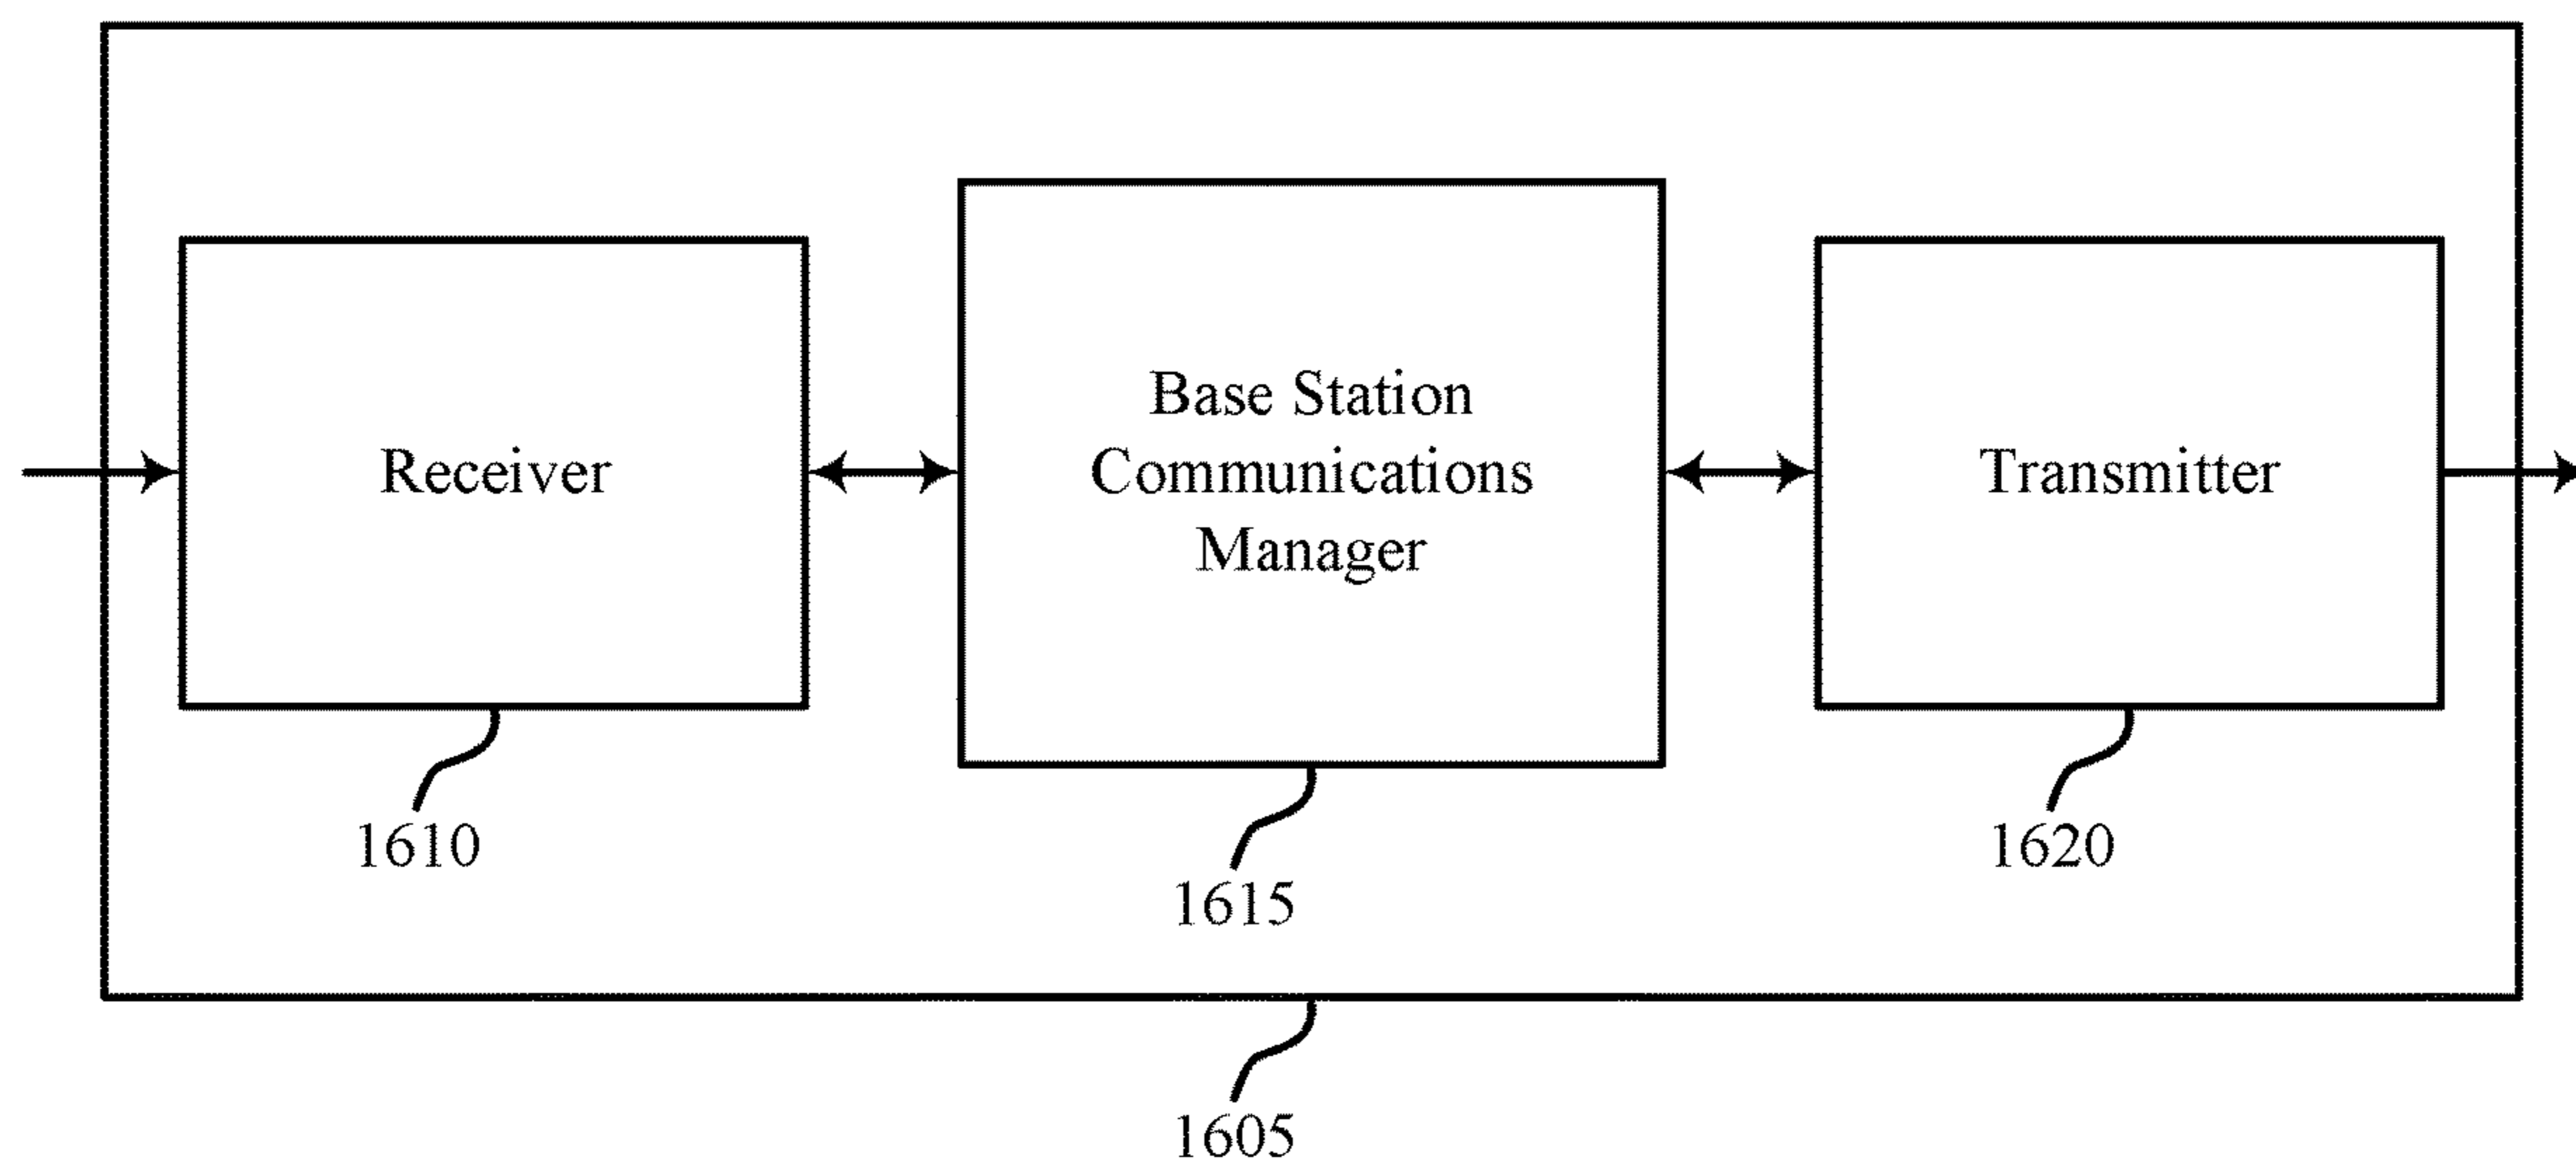 Receiver
Base Station
Communications
Manager
Transmitter
1610
1615
1620
1605